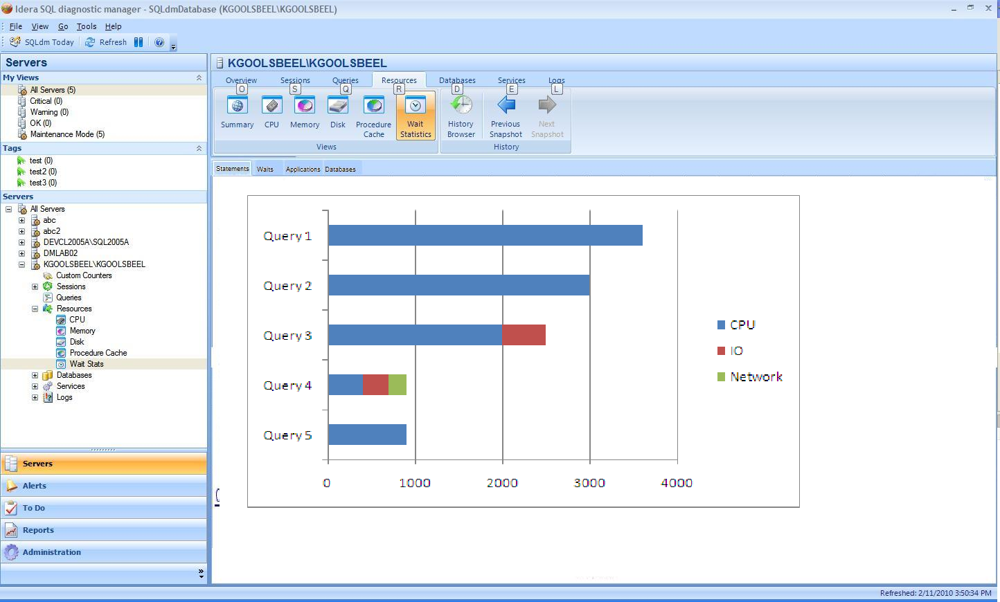 Idera SQL diagnostic manager - SQLdmDatabase (KGOOLSBEEL\KGOOLSBEEL)
File View Go Tools Help
SQLdm Today Refresh
Servers
My Views
All Servers (5)
Critical (0)
Warning (0)
OK (0)
Maintenance Mode (5)
Tags
test (0)
test2 (0)
test3 (0)
Servers
All Servers
abc
abc2
DEVCL2005A\SQL2005A
DMLAB02
KGOOLSBEEL\KGOOLSBEEL
Custom Counters
Sessions
Queries
Resources
CPU
Memory
Disk
Procedure Cache
Wait Stats
Databases
Services
Logs
Servers
Alerts
To Do
Reports
Administration
KGOOLSBEEL\KGOOLSBEEL
Overview Sessions Queries Resources Databases Services Logs
O S Q R D E L
Summary CPU Memory Disk Procedure Cache Wait Statistics
Views
History Browser Previous Snapshot Next Snapshot
History
Statements Waits Applications Databases
Query 1
Query 2
Query 3
Query 4
Query 5
0 1000 2000 3000 4000
CPU
IO
Network
Refreshed: 2/11/2010 3:50:34 PM